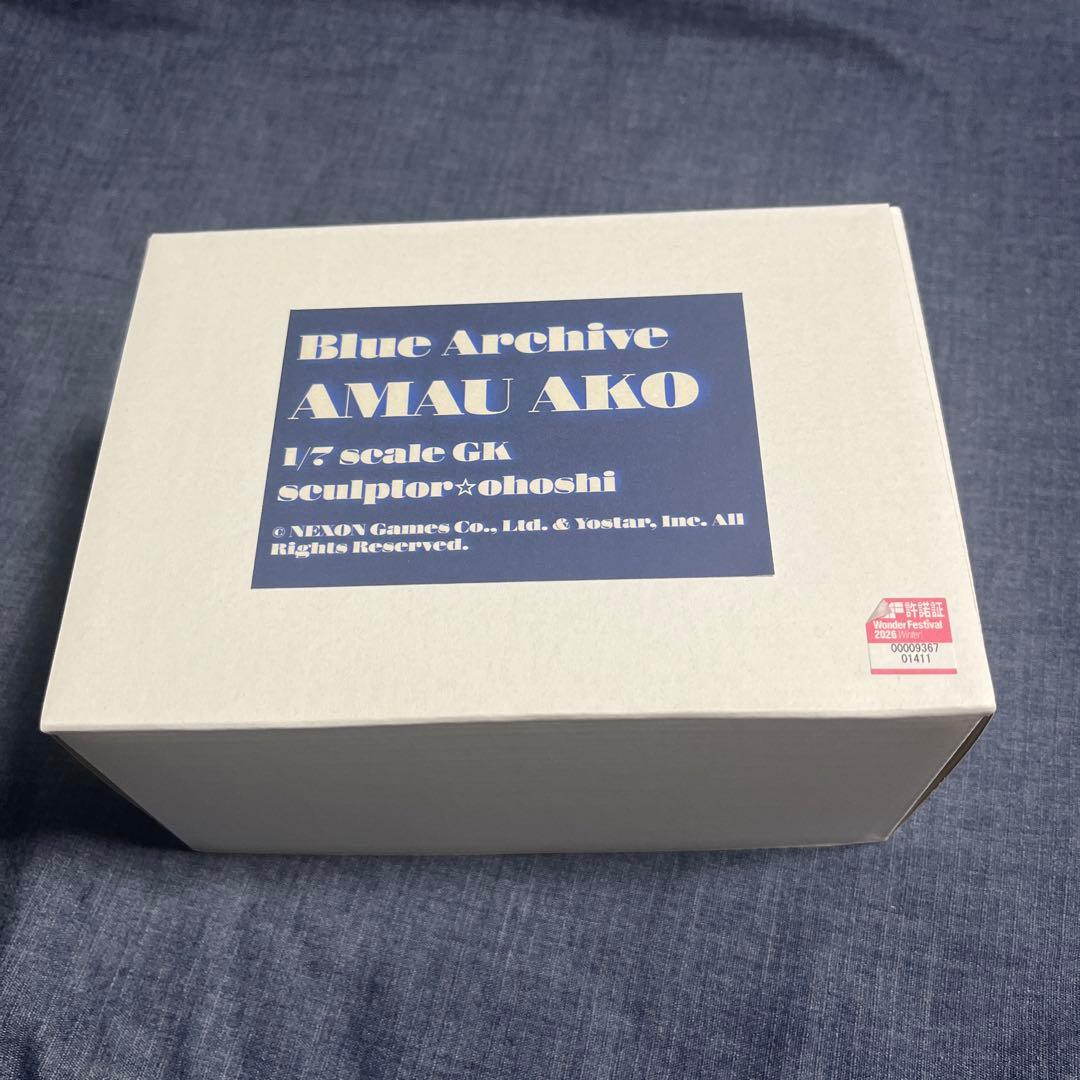 Blue Archive
AMAU AKO
1/7 scale GK
sculptor☆ohoshi
© NEXON Games Co., Ltd. & Yostar, Inc. All
Rights Reserved.
許諾証
Wonder Festival
2026 Winter
00009367
01411